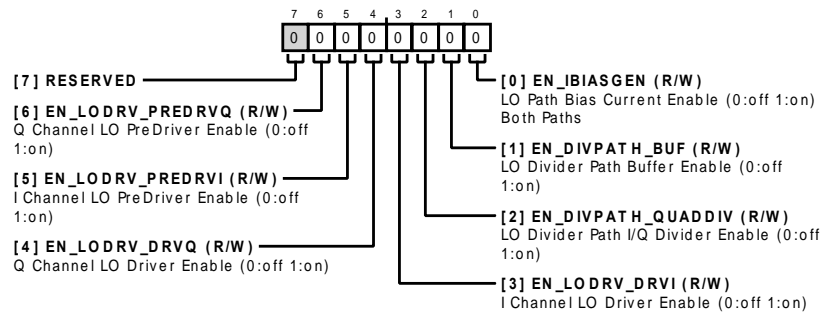 7 6 5 4 3 2 1 0
0 0 0 0 0 0 0 0
[7] RESERVED
[6] EN_LODRV_PREDRVQ (R/W)
Q Channel LO PreDriver Enable (0:off
1:on)
[5] EN_LODRV_PREDRVI (R/W)
I Channel LO PreDriver Enable (0:off
1:on)
[4] EN_LODRV_DRVQ (R/W)
Q Channel LO Driver Enable (0:off 1:on)
[0] EN_IBIASGEN (R/W)
LO Path Bias Current Enable (0:off 1:on)
Both Paths
[1] EN_DIVPATH_BUF (R/W)
LO Divider Path Buffer Enable (0:off
1:on)
[2] EN_DIVPATH_QUADDIV (R/W)
LO Divider Path I/Q Divider Enable (0:off
1:on)
[3] EN_LODRV_DRVI (R/W)
I Channel LO Driver Enable (0:off 1:on)